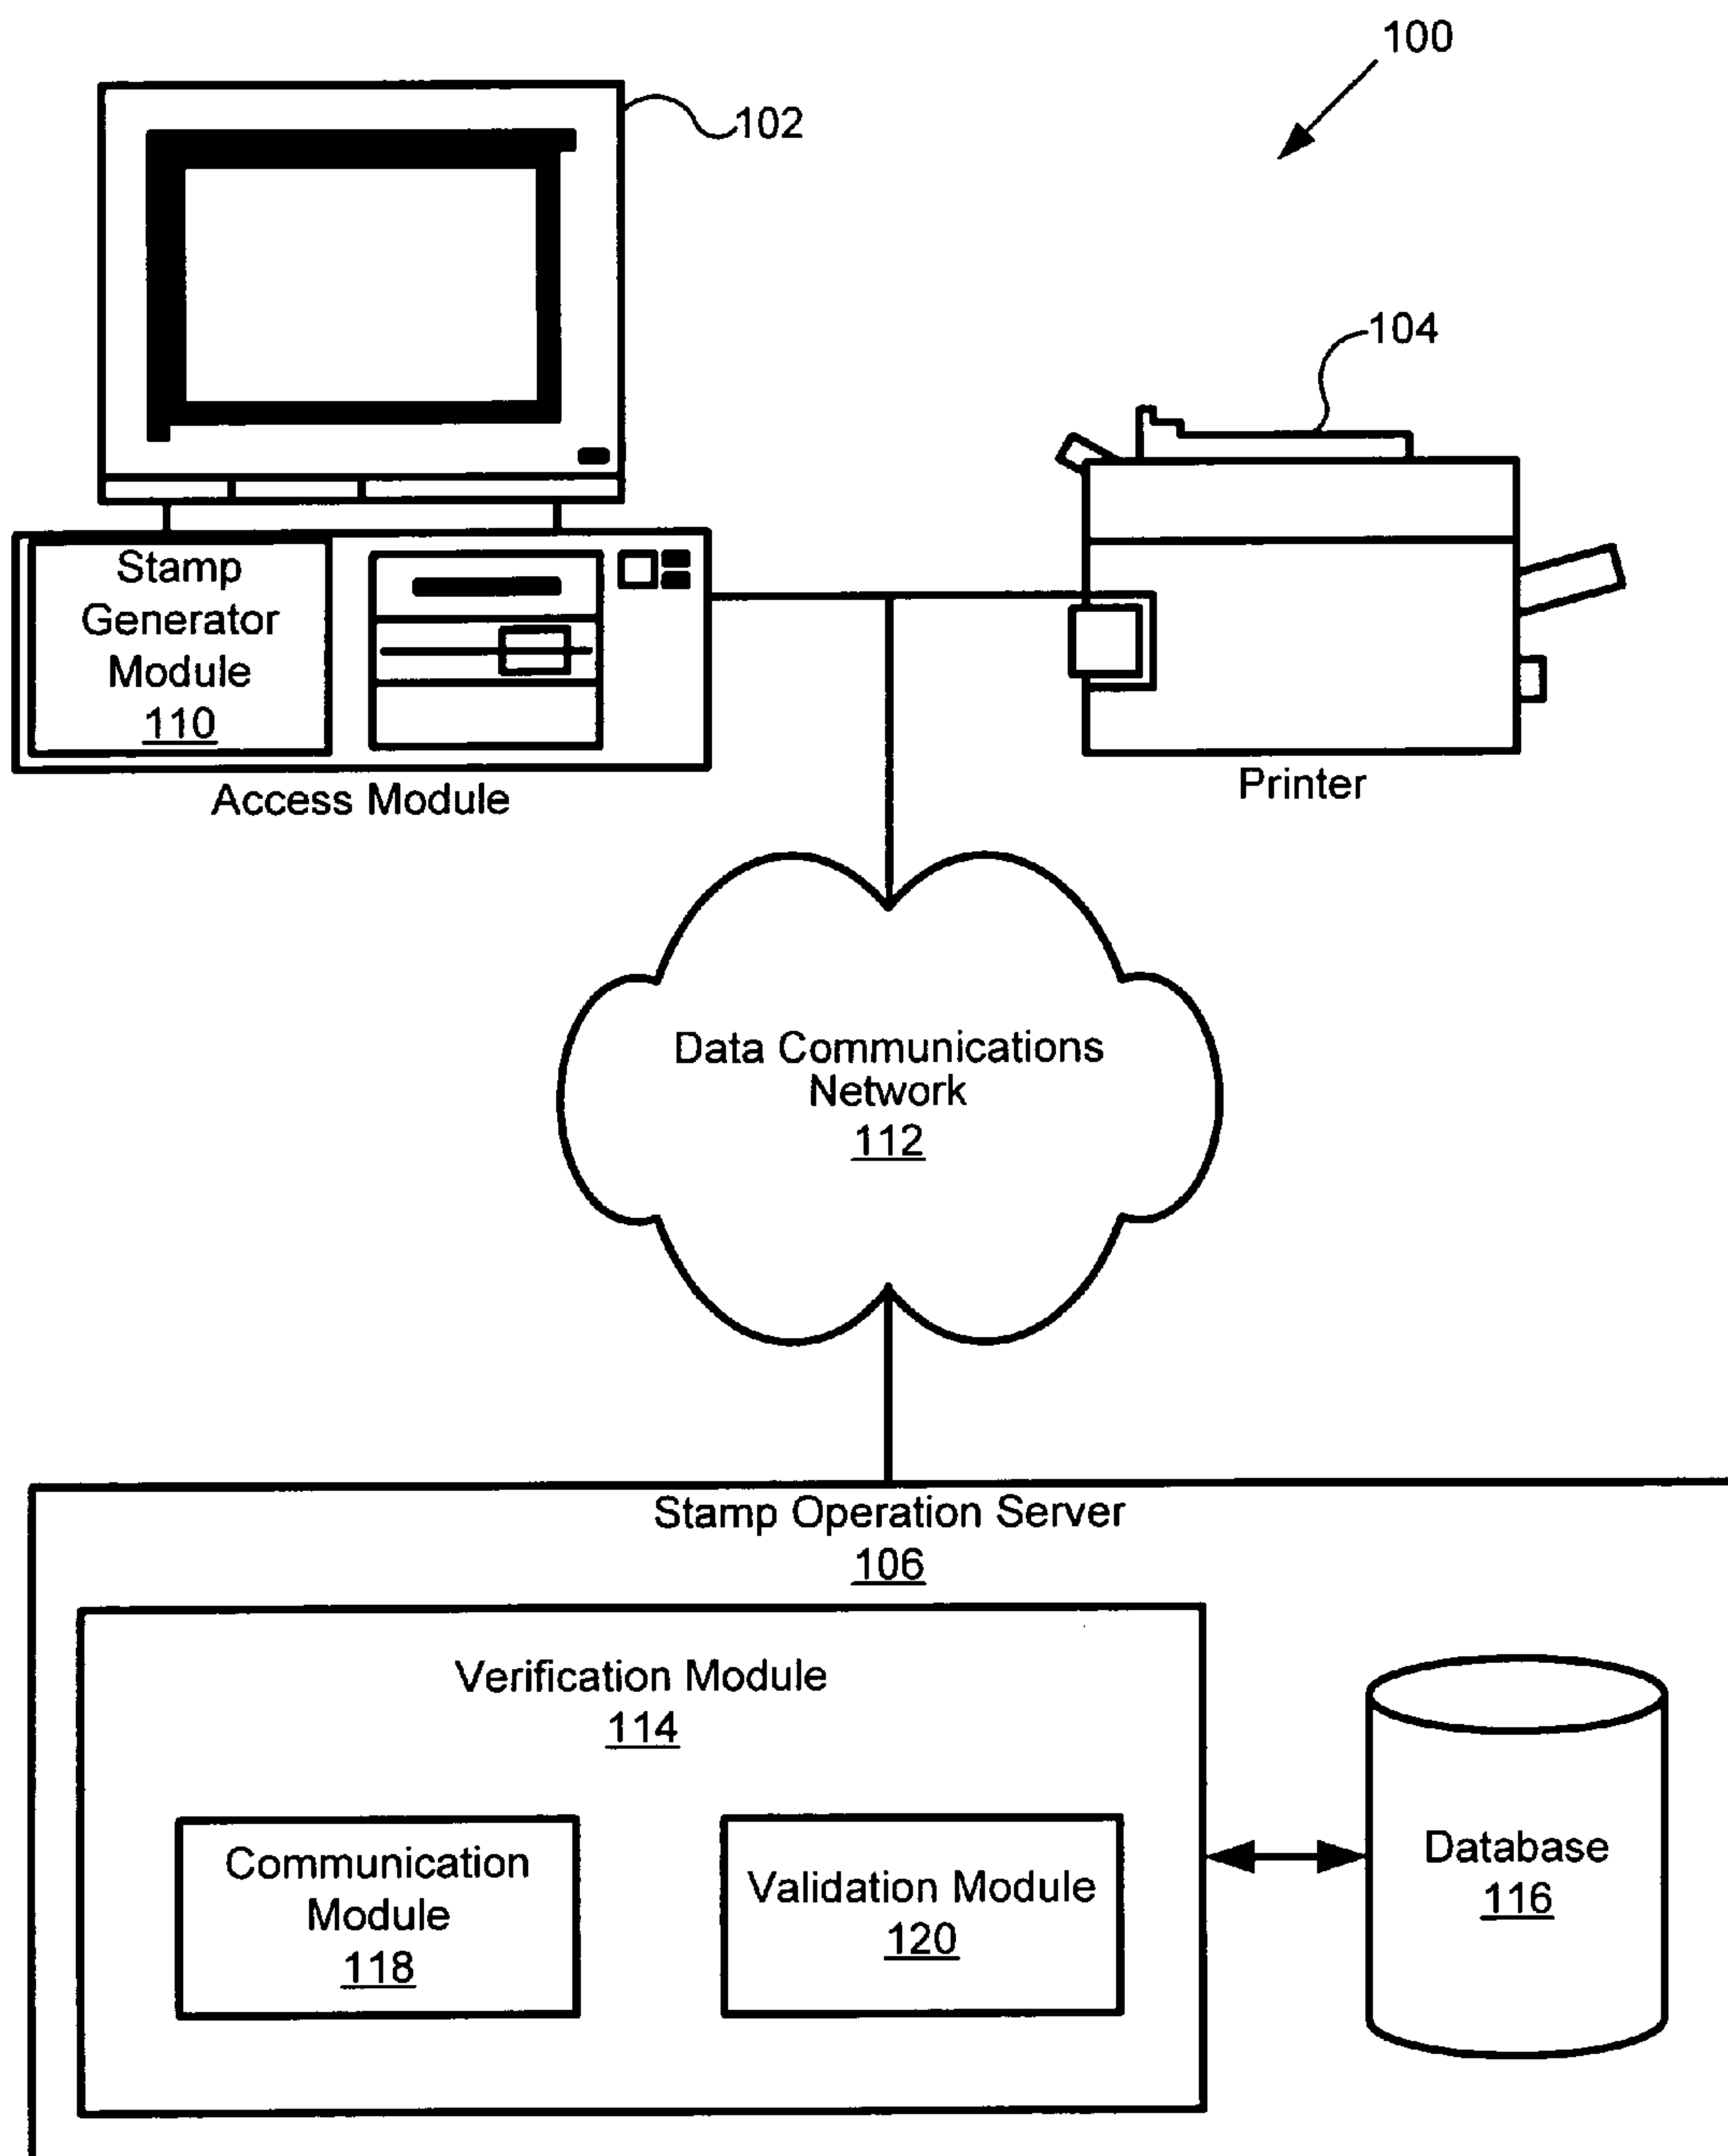 100
102
104
Stamp
Generator
Module
110
Access Module
Printer
Data Communications
Network
112
Stamp Operation Server
106
Verification Module
114
Communication
Module
118
Validation Module
120
Database
116